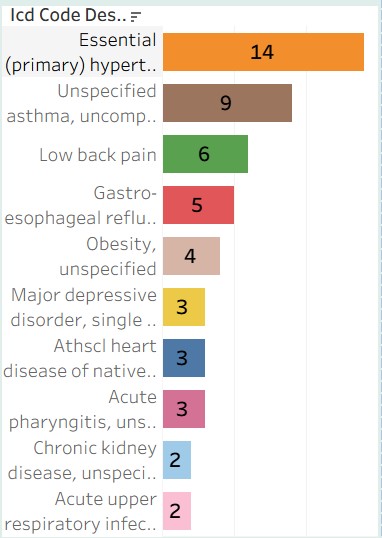 Icd Code Des..
Essential
(primary) hypert..
14
Unspecified
asthma, uncomp..
9
Low back pain
6
Gastro-
esophageal reflu..
5
Obesity,
unspecified
4
Major depressive
disorder, single ..
3
Athscl heart
disease of native..
3
Acute
pharyngitis, uns..
3
Chronic kidney
disease, unspeci..
2
Acute upper
respiratory infec..
2